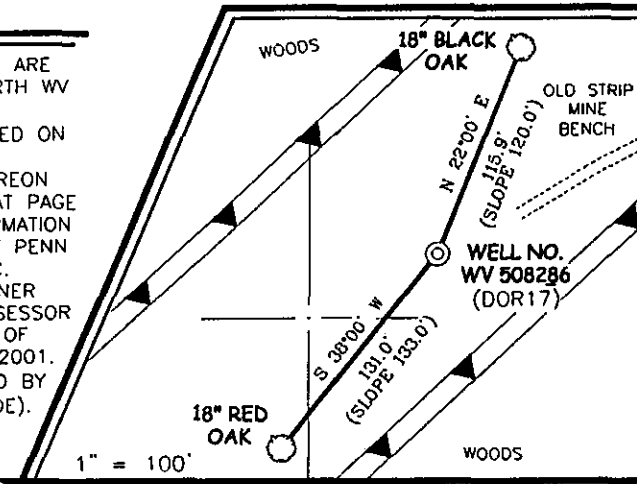 ARE
RTH WV
ED ON
REON
AT PAGE
RMATION
PENN
C.
NER
SESSOR
OF
2001.
D BY
DE).
WOODS
18" BLACK
OAK
OLD STRIP
MINE
BENCH
N 22°00' E
115.9'
(SLOPE 120.0')
WELL NO.
WV 508286
(DOR17)
S 38°00' W
131.0'
(SLOPE 133.0')
18" RED
OAK
1" = 100'
WOODS